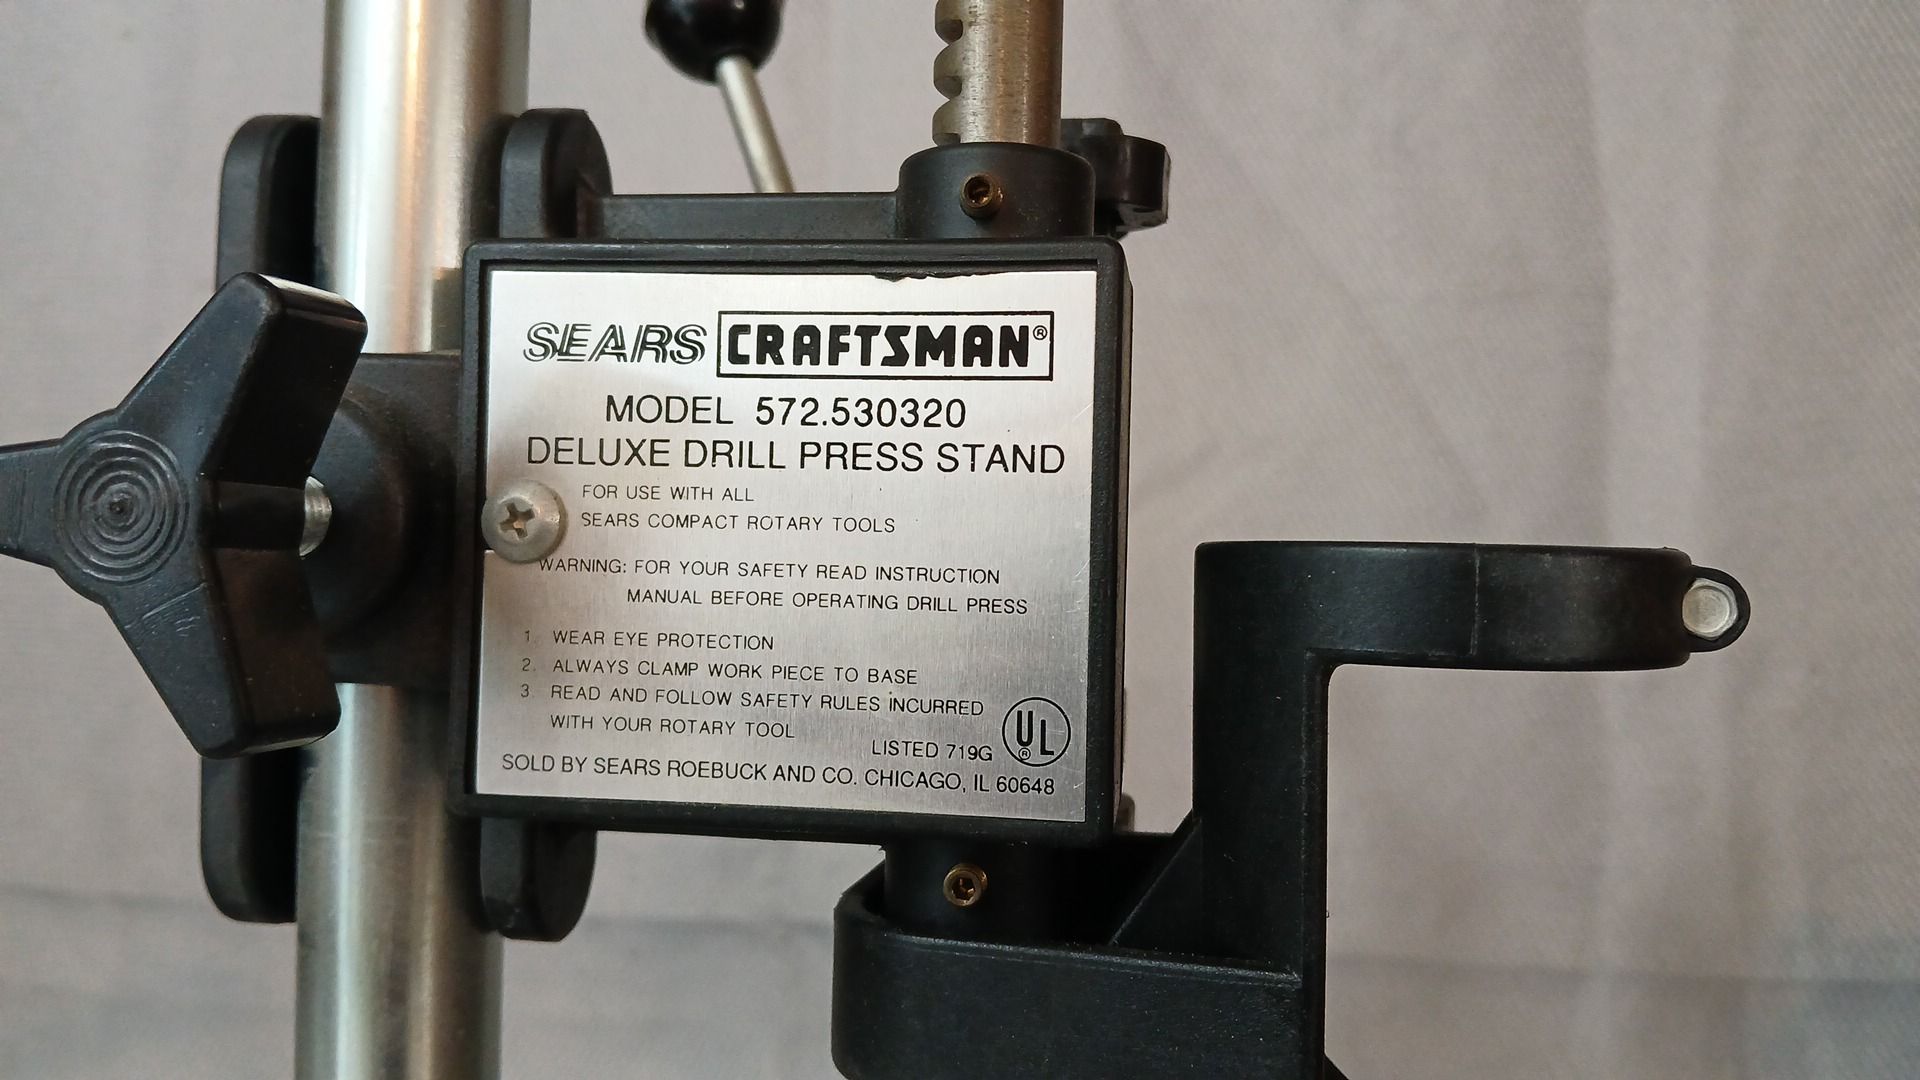 SEARS CRAFTSMAN®
MODEL 572.530320
DELUXE DRILL PRESS STAND
FOR USE WITH ALL
SEARS COMPACT ROTARY TOOLS
WARNING: FOR YOUR SAFETY READ INSTRUCTION
MANUAL BEFORE OPERATING DRILL PRESS
1. WEAR EYE PROTECTION
2. ALWAYS CLAMP WORK PIECE TO BASE
3. READ AND FOLLOW SAFETY RULES INCURRED
WITH YOUR ROTARY TOOL
LISTED 719G UL®
SOLD BY SEARS ROEBUCK AND CO. CHICAGO, IL 60648